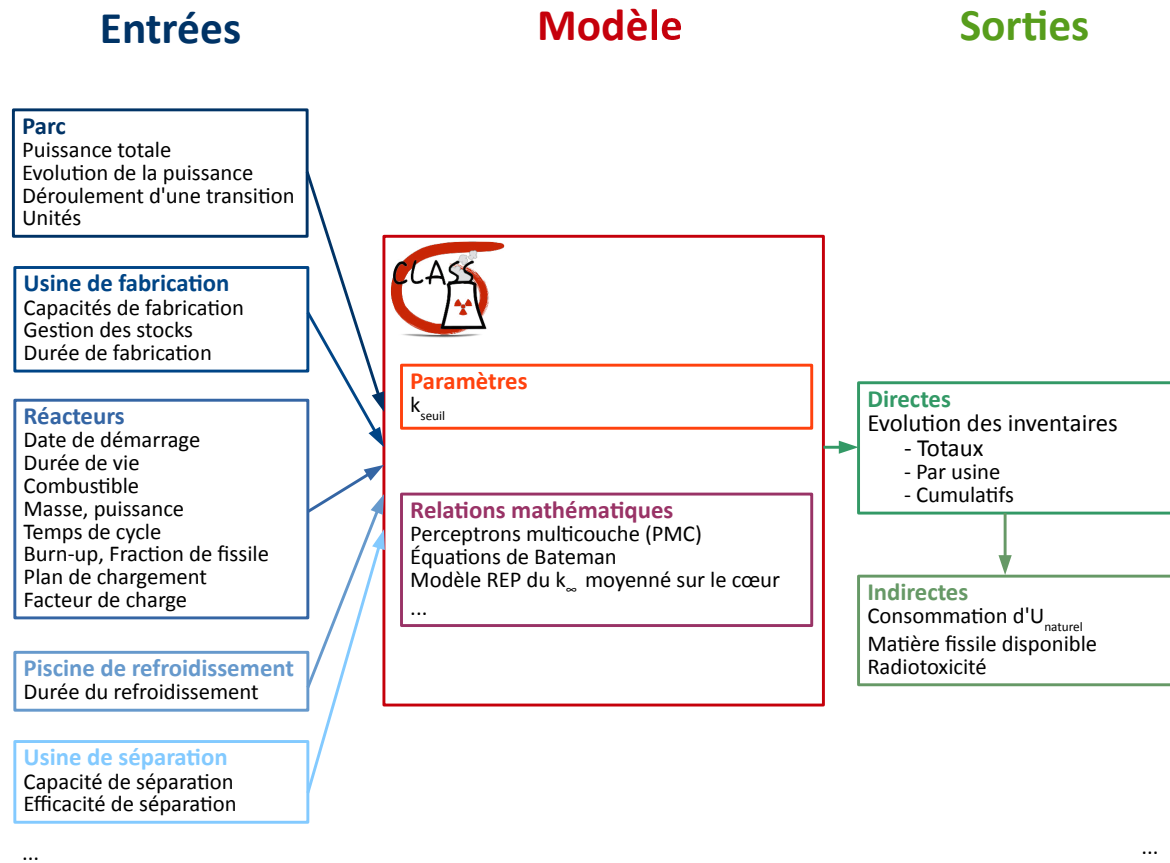 Entrées
Modèle
Sorties
Parc
Puissance totale
Evolution de la puissance
Déroulement d'une transition
Unités
Usine de fabrication
Capacités de fabrication
Gestion des stocks
Durée de fabrication
Réacteurs
Date de démarrage
Durée de vie
Combustible
Masse, puissance
Temps de cycle
Burn-up, Fraction de fissile
Plan de chargement
Facteur de charge
Piscine de refroidissement
Durée du refroidissement
Usine de séparation
Capacité de séparation
Efficacité de séparation
...
CLASS
Paramètres
k_seuil
Relations mathématiques
Perceptrons multicouche (PMC)
Équations de Bateman
Modèle REP du k_∞ moyenné sur le cœur
...
Directes
Evolution des inventaires
- Totaux
- Par usine
- Cumulatifs
Indirectes
Consommation d'U_naturel
Matière fissile disponible
Radiotoxicité
...